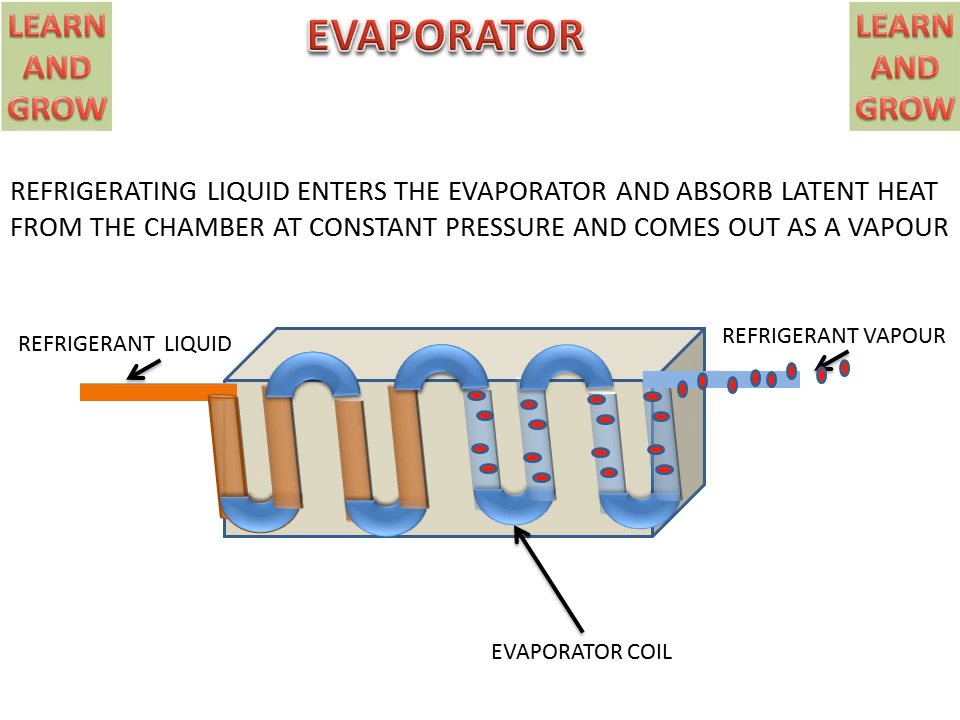 LEARN
AND
GROW
EVAPORATOR
LEARN
AND
GROW
REFRIGERATING LIQUID ENTERS THE EVAPORATOR AND ABSORB LATENT HEAT
FROM THE CHAMBER AT CONSTANT PRESSURE AND COMES OUT AS A VAPOUR
REFRIGERANT LIQUID
REFRIGERANT VAPOUR
EVAPORATOR COIL